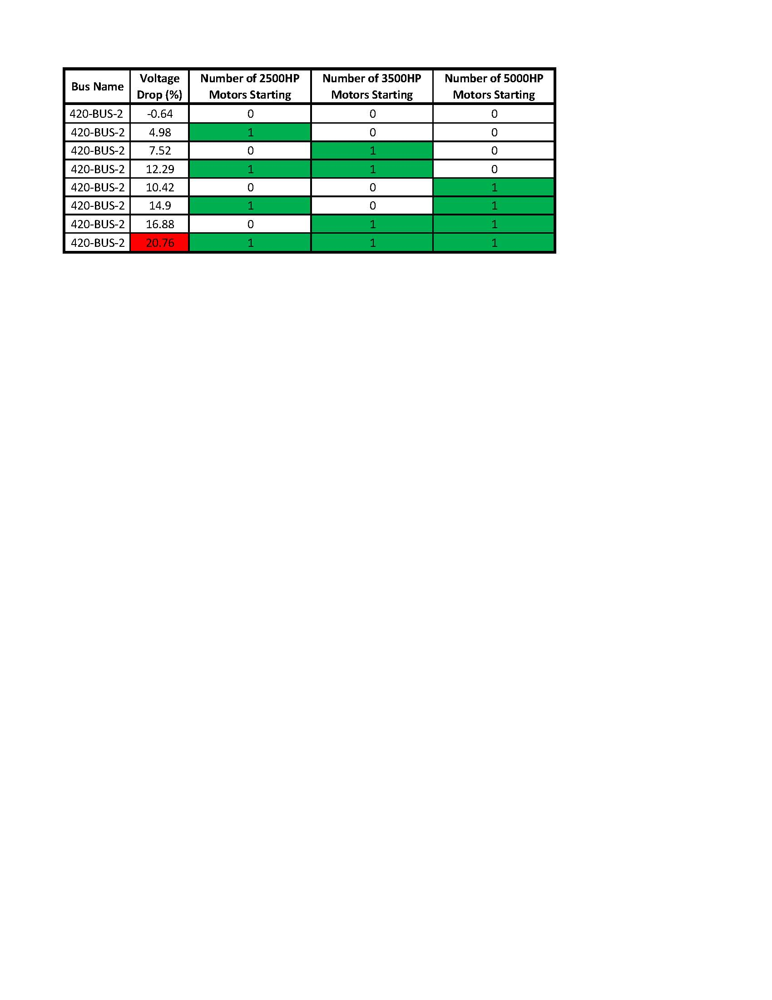 Bus Name Voltage Drop (%) Number of 2500HP Motors Starting Number of 3500HP Motors Starting Number of 5000HP Motors Starting
420-BUS-2 -0.64 0 0 0
420-BUS-2 4.98 1 0 0
420-BUS-2 7.52 0 1 0
420-BUS-2 12.29 1 1 0
420-BUS-2 10.42 0 0 1
420-BUS-2 14.9 1 0 1
420-BUS-2 16.88 0 1 1
420-BUS-2 20.76 1 1 1